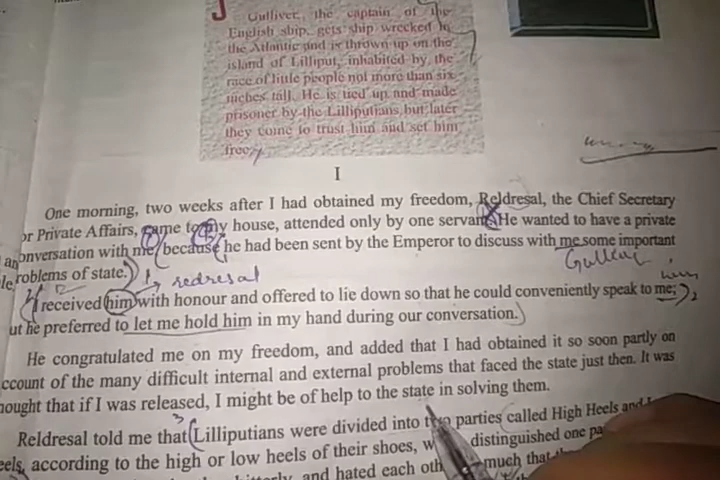 Gulliver, the captain of the
English ship, gets ship wrecked in
the Atlantic and is thrown up on the
island of Lilliput, inhabited by the
race of little people not more than six
inches tall. He is tied up and made
prisoner by the Lilliputians but later
they come to trust him and set him
free.
I
One morning, two weeks after I had obtained my freedom, Reldresal, the Chief Secretary
or Private Affairs, came to my house, attended only by one servant. He wanted to have a private
onversation with me because he had been sent by the Emperor to discuss with me some important
roblems of state.
redresal
I received him with honour and offered to lie down so that he could conveniently speak to me;
ut he preferred to let me hold him in my hand during our conversation.
He congratulated me on my freedom, and added that I had obtained it so soon partly on
ccount of the many difficult internal and external problems that faced the state just then. It was
hought that if I was released, I might be of help to the state in solving them.
Reldresal told me that Lilliputians were divided into two parties called High Heels and
eels, according to the high or low heels of their shoes, distinguished one
and hated each oth much that